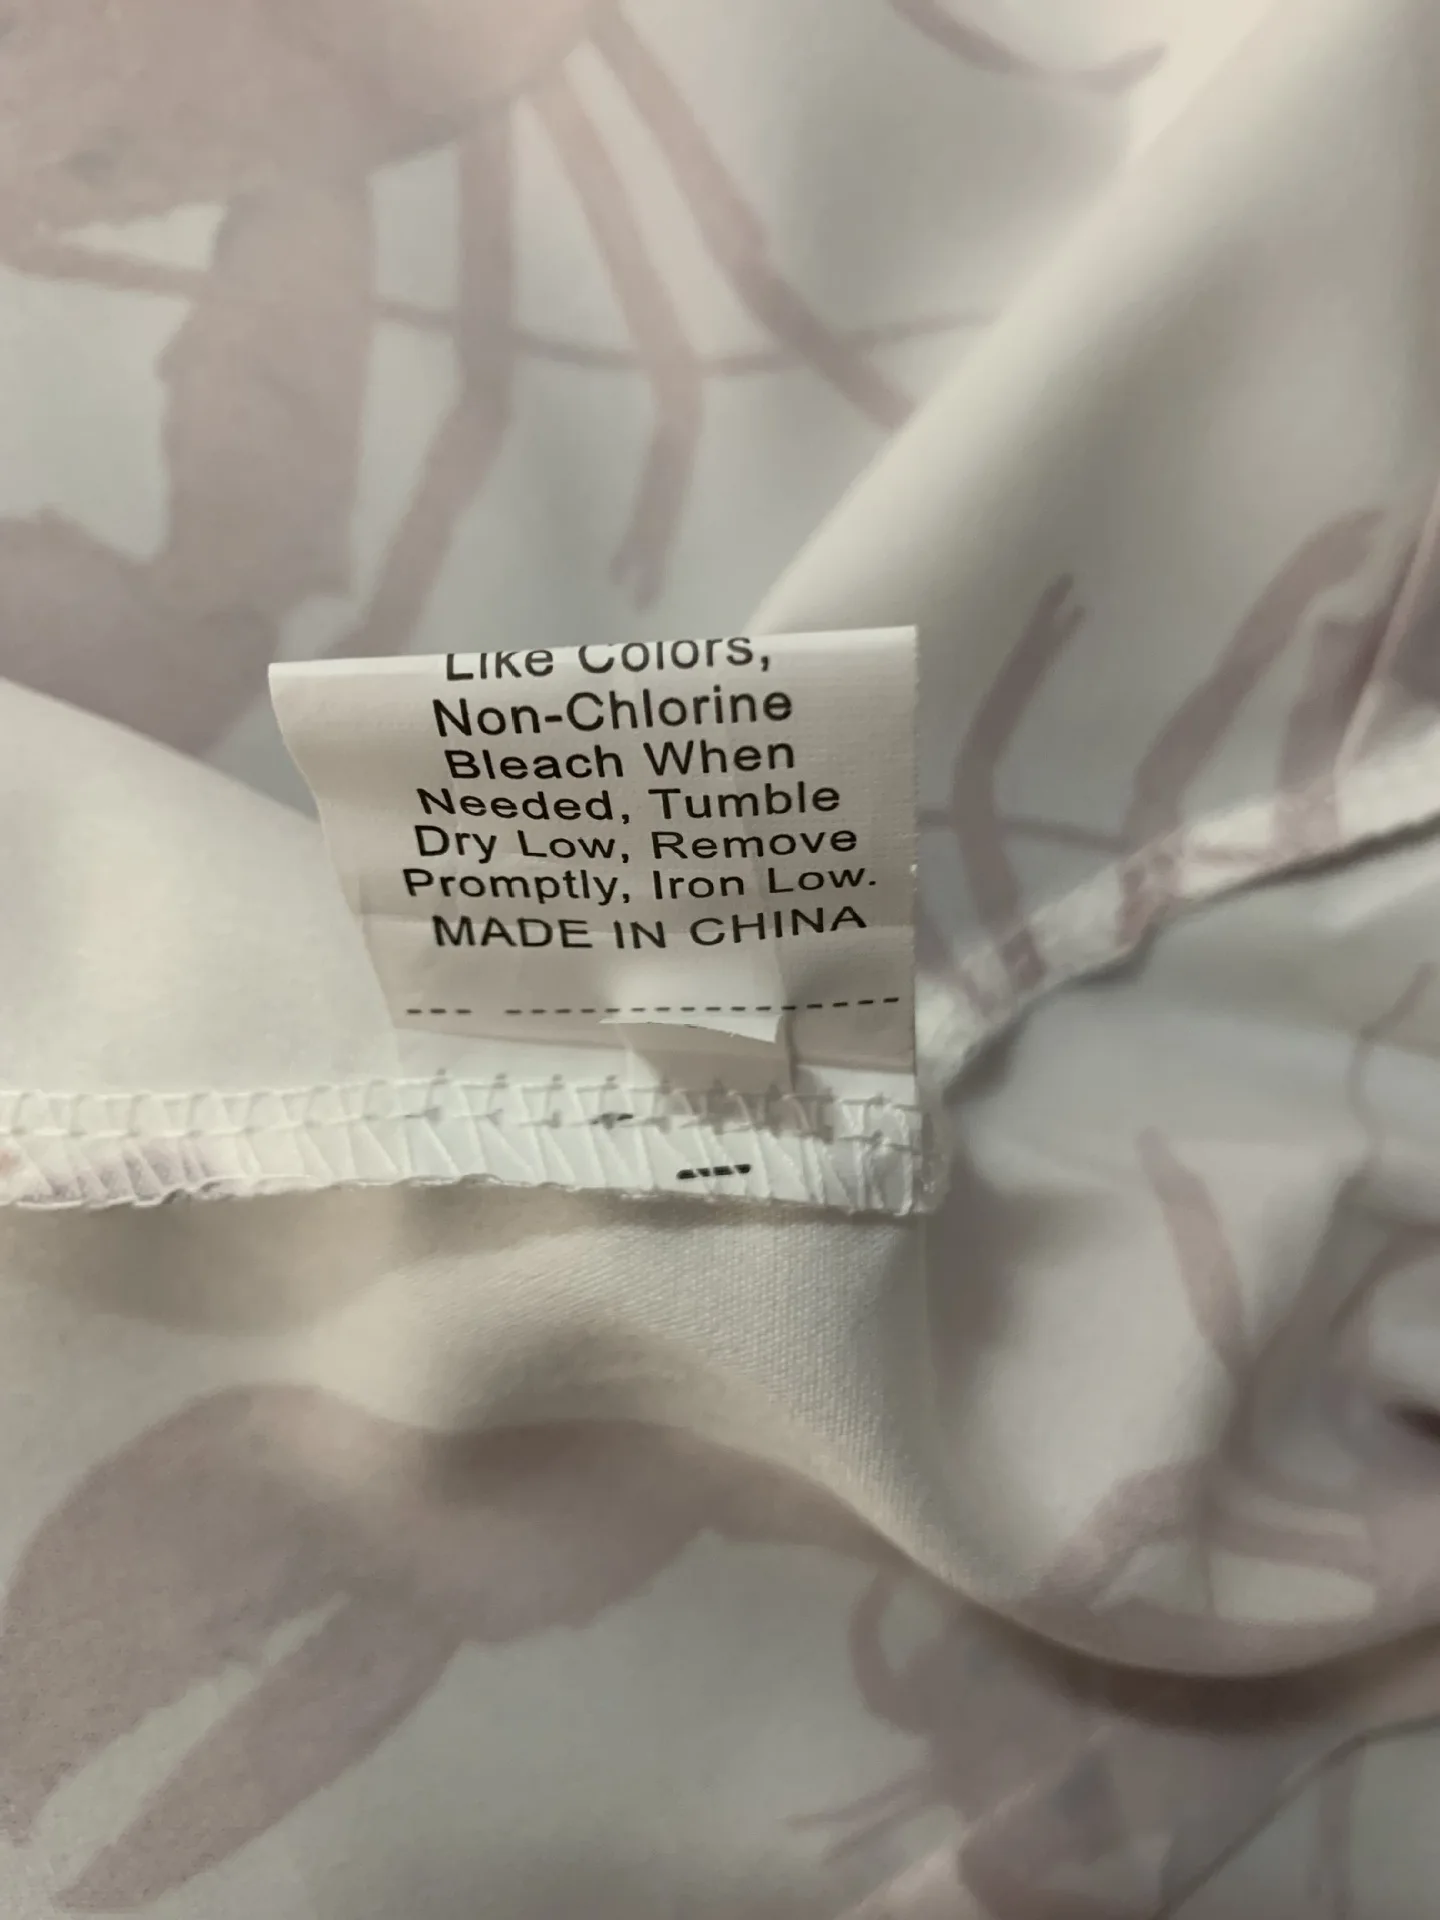 Like Colors,
Non-Chlorine
Bleach When
Needed, Tumble
Dry Low, Remove
Promptly, Iron Low.
MADE IN CHINA